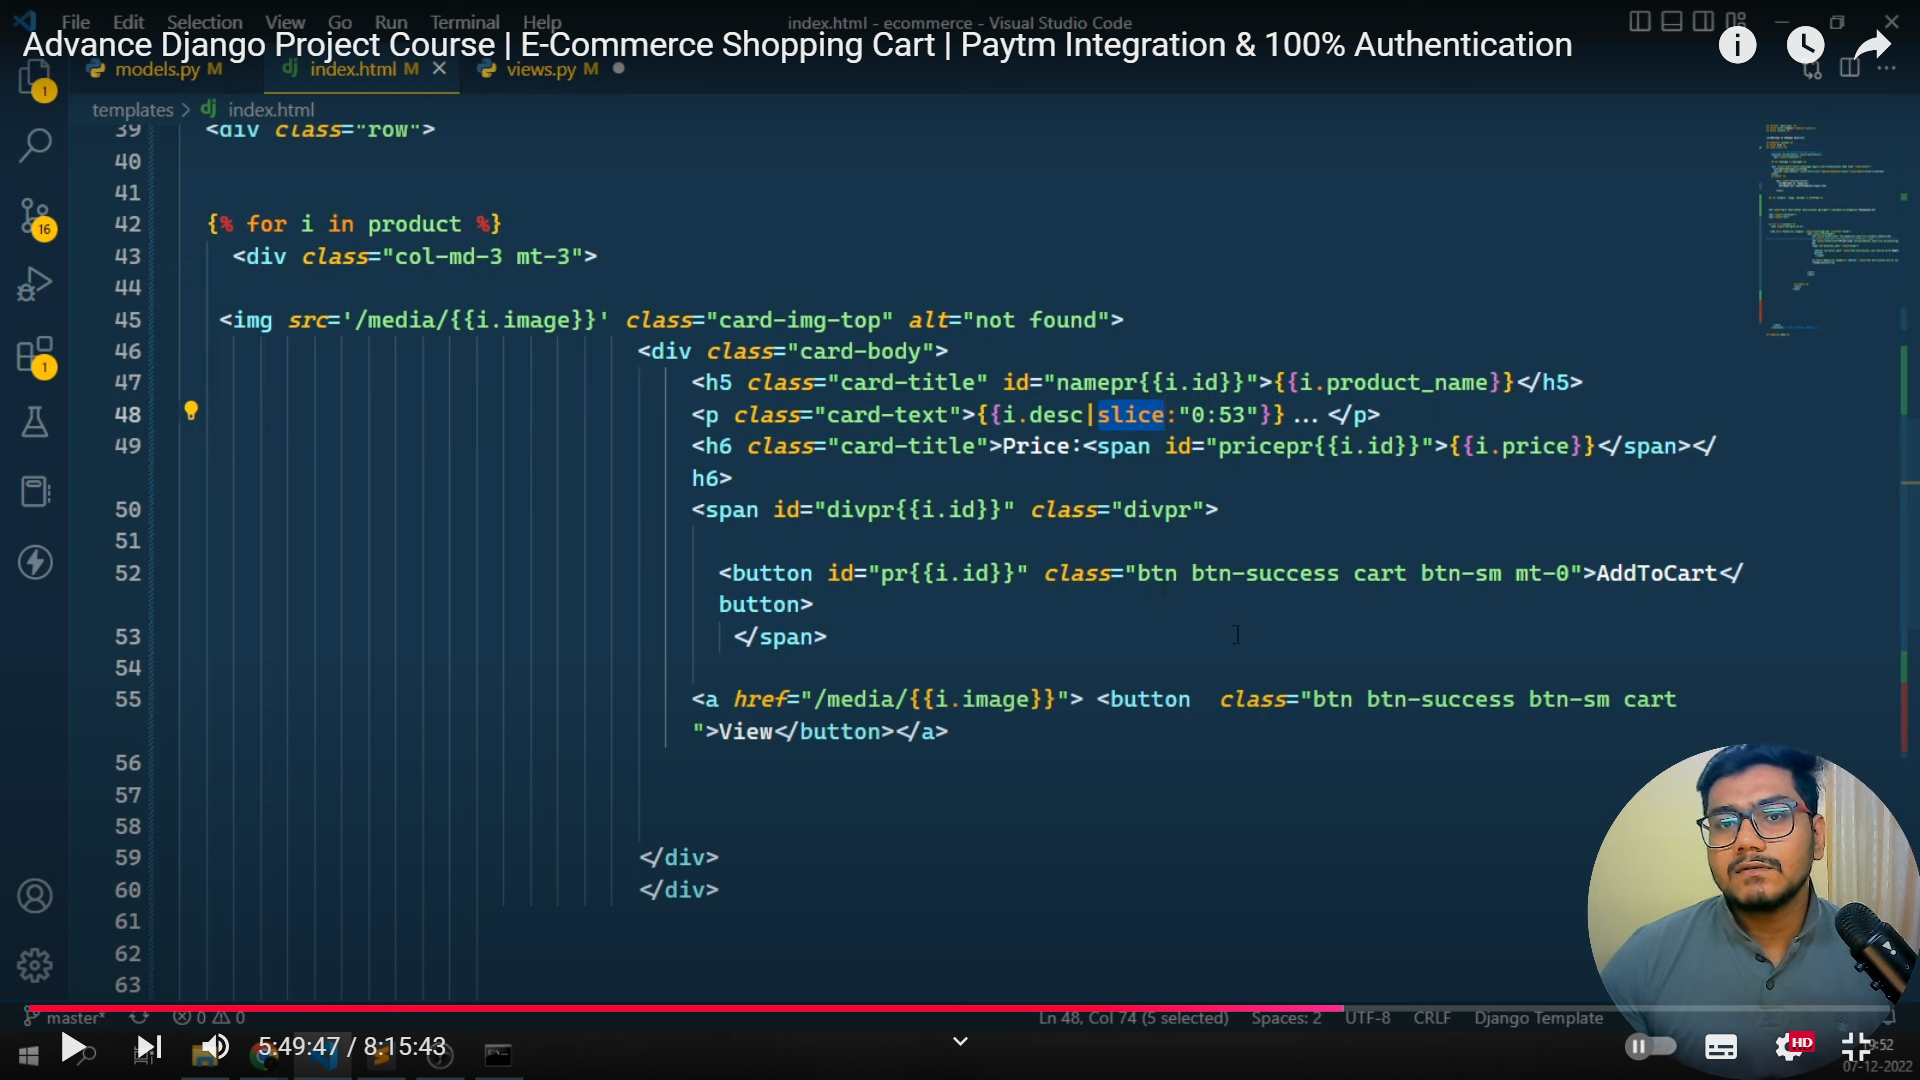 File Edit Selection View Go Run Terminal Help
index.html - ecommerce - Visual Studio Code
Advance Django Project Course | E-Commerce Shopping Cart | Paytm Integration & 100% Authentication
models.py M
index.html M
views.py M
templates > index.html
39 <div class="row">
40
41
42 {% for i in product %}
43 <div class="col-md-3 mt-3">
44
45 <img src='/media/{{i.image}}' class="card-img-top" alt="not found">
46 <div class="card-body">
47 <h5 class="card-title" id="namepr{{i.id}}">{{i.product_name}}</h5>
48 <p class="card-text">{{i.desc|slice:"0:53"}} ... </p>
49 <h6 class="card-title">Price:<span id="pricepr{{i.id}}">{{i.price}}</span></
h6>
50 <span id="divpr{{i.id}}" class="divpr">
51
52 <button id="pr{{i.id}}" class="btn btn-success cart btn-sm mt-0">AddToCart</
button>
53 </span>
54
55 <a href="/media/{{i.image}}"> <button class="btn btn-success btn-sm cart
">View</button></a>
56
57
58
59 </div>
60 </div>
61
62
63
1
16
1
master* 0 0
Ln 48, Col 74 (5 selected) Spaces: 2 UTF-8 CRLF Django Template
5:49:47 / 8:15:43
HD
19:52
07-12-2022